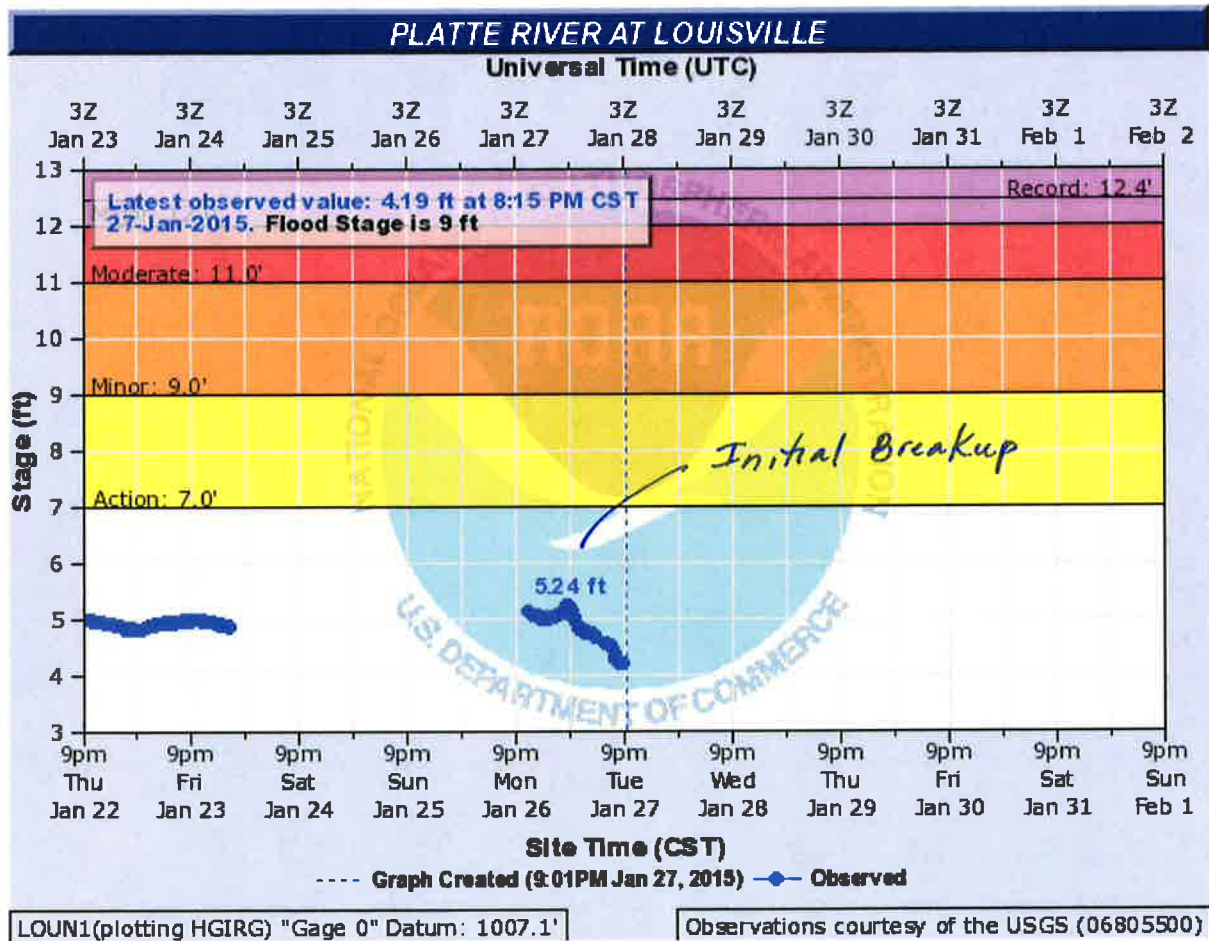 PLATTE RIVER AT LOUISVILLE
Universal Time (UTC)
3Z 3Z 3Z 3Z 3Z 3Z 3Z 3Z 3Z 3Z 3Z
Jan 23 Jan 24 Jan 25 Jan 26 Jan 27 Jan 28 Jan 29 Jan 30 Jan 31 Feb 1 Feb 2
13
Latest observed value: 4.19 ft at 8:15 PM CST
27-Jan-2015. Flood Stage is 9 ft
Record: 12.4'
12
Moderate: 11.0'
11
10
Minor: 9.0'
9
8
Initial Breakup
Action: 7.0'
7
6
5.24 ft
5
4
3
Stage (ft)
NOAA
U.S. DEPARTMENT OF COMMERCE
9pm 9pm 9pm 9pm 9pm 9pm 9pm 9pm 9pm 9pm 9pm
Thu Fri Sat Sun Mon Tue Wed Thu Fri Sat Sun
Jan 22 Jan 23 Jan 24 Jan 25 Jan 26 Jan 27 Jan 28 Jan 29 Jan 30 Jan 31 Feb 1
Site Time (CST)
---- Graph Created (9:01PM Jan 27, 2015) Observed
LOUN1(plotting HGIRG) "Gage 0" Datum: 1007.1'
Observations courtesy of the USGS (06805500)